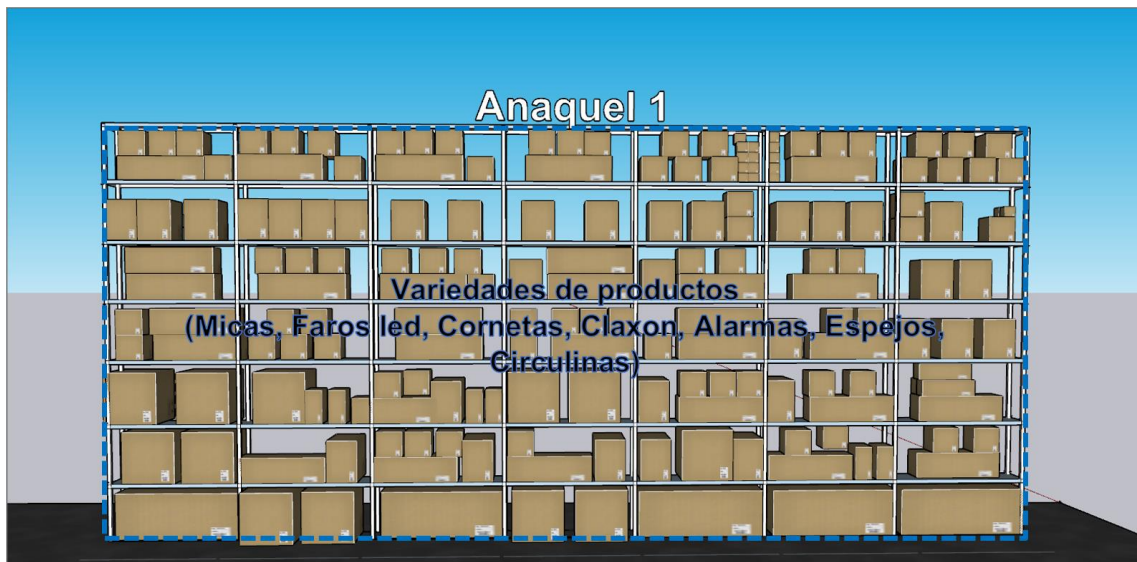 Anaquel 1
Variedades de productos
(Micas, Faros led, Cornetas, Claxon, Alarmas, Espejos,
Circulinas)